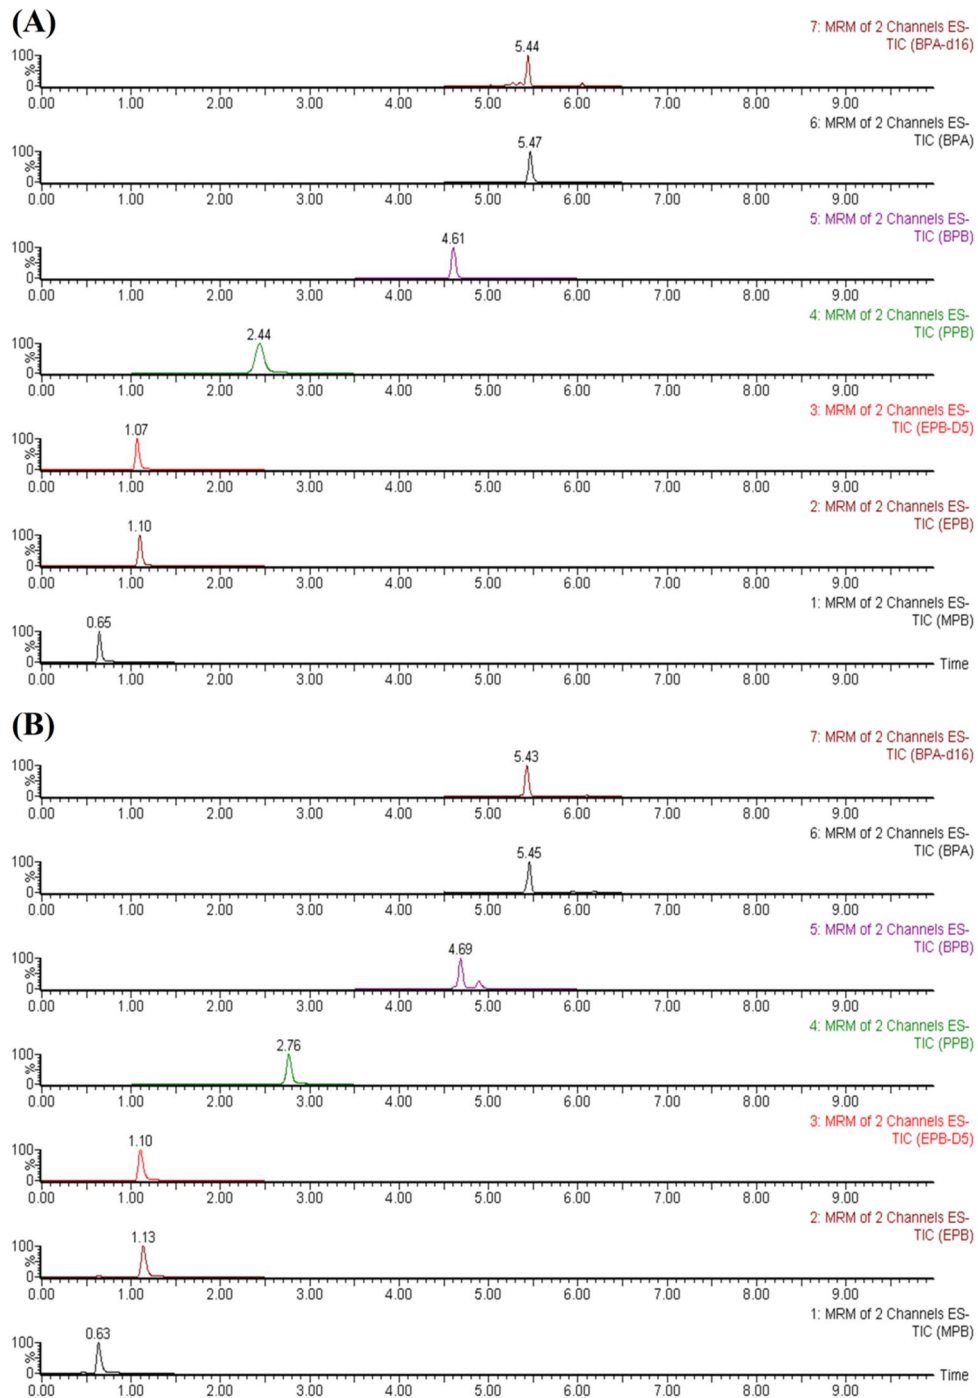 (A)
7: MRM of 2 Channels ES-
TIC (BPA-d16)
5.44
100
%
0
0.00 1.00 2.00 3.00 4.00 5.00 6.00 7.00 8.00 9.00
6: MRM of 2 Channels ES-
TIC (BPA)
5.47
100
%
0
0.00 1.00 2.00 3.00 4.00 5.00 6.00 7.00 8.00 9.00
5: MRM of 2 Channels ES-
TIC (BPB)
4.61
100
%
0
0.00 1.00 2.00 3.00 4.00 5.00 6.00 7.00 8.00 9.00
4: MRM of 2 Channels ES-
TIC (PPB)
2.44
100
%
0
0.00 1.00 2.00 3.00 4.00 5.00 6.00 7.00 8.00 9.00
3: MRM of 2 Channels ES-
TIC (EPB-D5)
1.07
100
%
0
0.00 1.00 2.00 3.00 4.00 5.00 6.00 7.00 8.00 9.00
2: MRM of 2 Channels ES-
TIC (EPB)
1.10
100
%
0
0.00 1.00 2.00 3.00 4.00 5.00 6.00 7.00 8.00 9.00
1: MRM of 2 Channels ES-
TIC (MPB)
0.65
100
%
0
Time
0.00 1.00 2.00 3.00 4.00 5.00 6.00 7.00 8.00 9.00
(B)
7: MRM of 2 Channels ES-
TIC (BPA-d16)
5.43
100
%
0
0.00 1.00 2.00 3.00 4.00 5.00 6.00 7.00 8.00 9.00
6: MRM of 2 Channels ES-
TIC (BPA)
5.45
100
%
0
0.00 1.00 2.00 3.00 4.00 5.00 6.00 7.00 8.00 9.00
5: MRM of 2 Channels ES-
TIC (BPB)
4.69
100
%
0
0.00 1.00 2.00 3.00 4.00 5.00 6.00 7.00 8.00 9.00
4: MRM of 2 Channels ES-
TIC (PPB)
2.76
100
%
0
0.00 1.00 2.00 3.00 4.00 5.00 6.00 7.00 8.00 9.00
3: MRM of 2 Channels ES-
TIC (EPB-D5)
1.10
100
%
0
0.00 1.00 2.00 3.00 4.00 5.00 6.00 7.00 8.00 9.00
2: MRM of 2 Channels ES-
TIC (EPB)
1.13
100
%
0
0.00 1.00 2.00 3.00 4.00 5.00 6.00 7.00 8.00 9.00
1: MRM of 2 Channels ES-
TIC (MPB)
0.63
100
%
0
Time
0.00 1.00 2.00 3.00 4.00 5.00 6.00 7.00 8.00 9.00